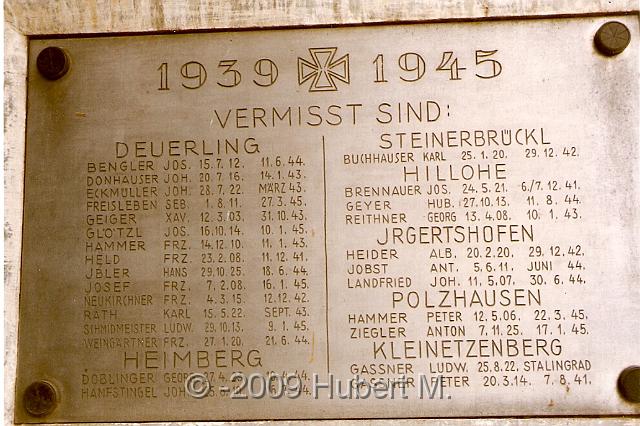 1939 1945
VERMISST SIND:
DEUERLING
BENGLER JOS. 15.7.12. 11.6.44.
DONHAUSER JOH. 20.7.16. 14.1.43.
ECKMÜLLER JOH. 28.7.22. MÄRZ 43.
FREISLEBEN SEB. 1.8.11. 27.3.45.
GEIGER XAV. 12.3.03. 31.10.43.
GLÖTZL JOS. 16.10.14. 10.1.45.
HAMMER FRZ. 14.12.10. 11.1.43.
HELD FRZ. 23.2.08. 11.12.41.
JBLER HANS 29.10.25. 18.6.44.
JOSEF FRZ. 7.2.08. 16.1.45.
NEUKIRCHNER FRZ. 4.3.15. 12.12.42.
RATH KARL 15.5.22. SEPT. 43.
SCHMIDMEISTER LUDW. 29.10.13. 9.1.45.
WEINGÄRTNER FRZ. 27.1.20. 21.6.44.
HEIMBERG
DOBLINGER GEORG
HANFSTINGEL JOH.
STEINERBRÜCKL
BUCHHAUSER KARL 25.1.20. 29.12.42.
HILLOHE
BRENNAUER JOS. 24.5.21. 6./7.12.41.
GEYER HUB. 27.10.13. 11.8.44.
REITHNER GEORG 13.4.08. 10.1.43.
JRGERTSHOFEN
HEIDER ALB. 20.2.20. 29.12.42.
JOBST ANT. 5.6.11. JUNI 44.
LANDFRIED JOH. 11.5.07. 30.6.44.
POLZHAUSEN
HAMMER PETER 12.5.06. 22.3.45.
ZIEGLER ANTON 7.11.25. 17.1.45.
KLEINETZENBERG
GASSNER LUDW. 25.8.22. STALINGRAD
GASSNER PETER 20.3.14. 7.8.41.
© -2009 Hubert M.